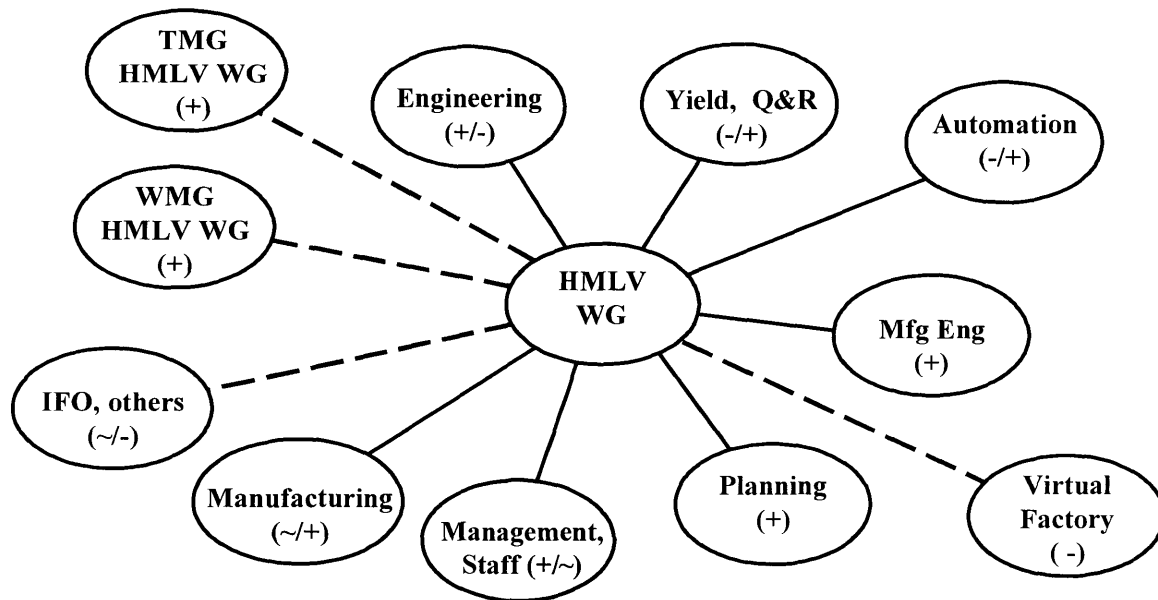 TMG
HMLV WG
(+)
Engineering
(+/-)
Yield, Q&R
(-/+)
Automation
(-/+)
WMG
HMLV WG
(+)
HMLV
WG
Mfg Eng
(+)
IFO, others
(~/-)
Manufacturing
(~/+)
Management,
Staff (+/~)
Planning
(+)
Virtual
Factory
( -)